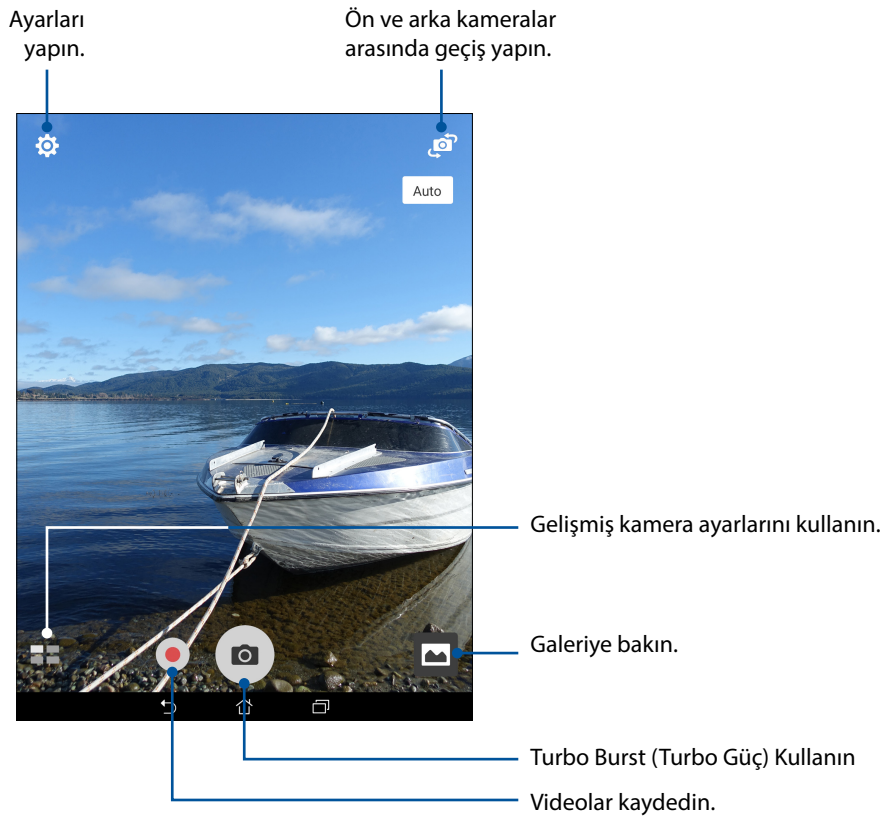 Ayarları
yapın.
Ön ve arka kameralar
arasında geçiş yapın.
Auto
Gelişmiş kamera ayarlarını kullanın.
Galeriye bakın.
Turbo Burst (Turbo Güç) Kullanın
Videolar kaydedin.